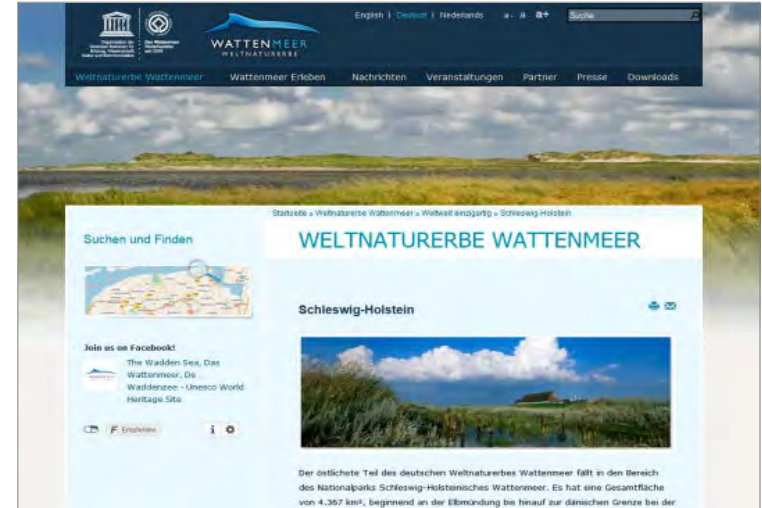 English | Deutsch | Nederlands a- a a+ Suche
WATTENMEER
WELTNATURERBE
Weltnaturerbe Wattenmeer Wattenmeer Erleben Nachrichten Veranstaltungen Partner Presse Downloads
Startseite » Weltnaturerbe Wattenmeer » Weltweit einzigartig » Schleswig-Holstein
Suchen und Finden
WELTNATURERBE WATTENMEER
Schleswig-Holstein
Join us on Facebook!
The Wadden Sea, Das
Wattenmeer, De
Waddenzee - Unesco World
Heritage Site
Empfehlen
Der östlichste Teil des deutschen Weltnaturerbes Wattenmeer fällt in den Bereich
des Nationalparks Schleswig-Holsteinisches Wattenmeer. Es hat eine Gesamtfläche
von 4.367 km², beginnend an der Elbmündung bis hinauf zur dänischen Grenze bei der